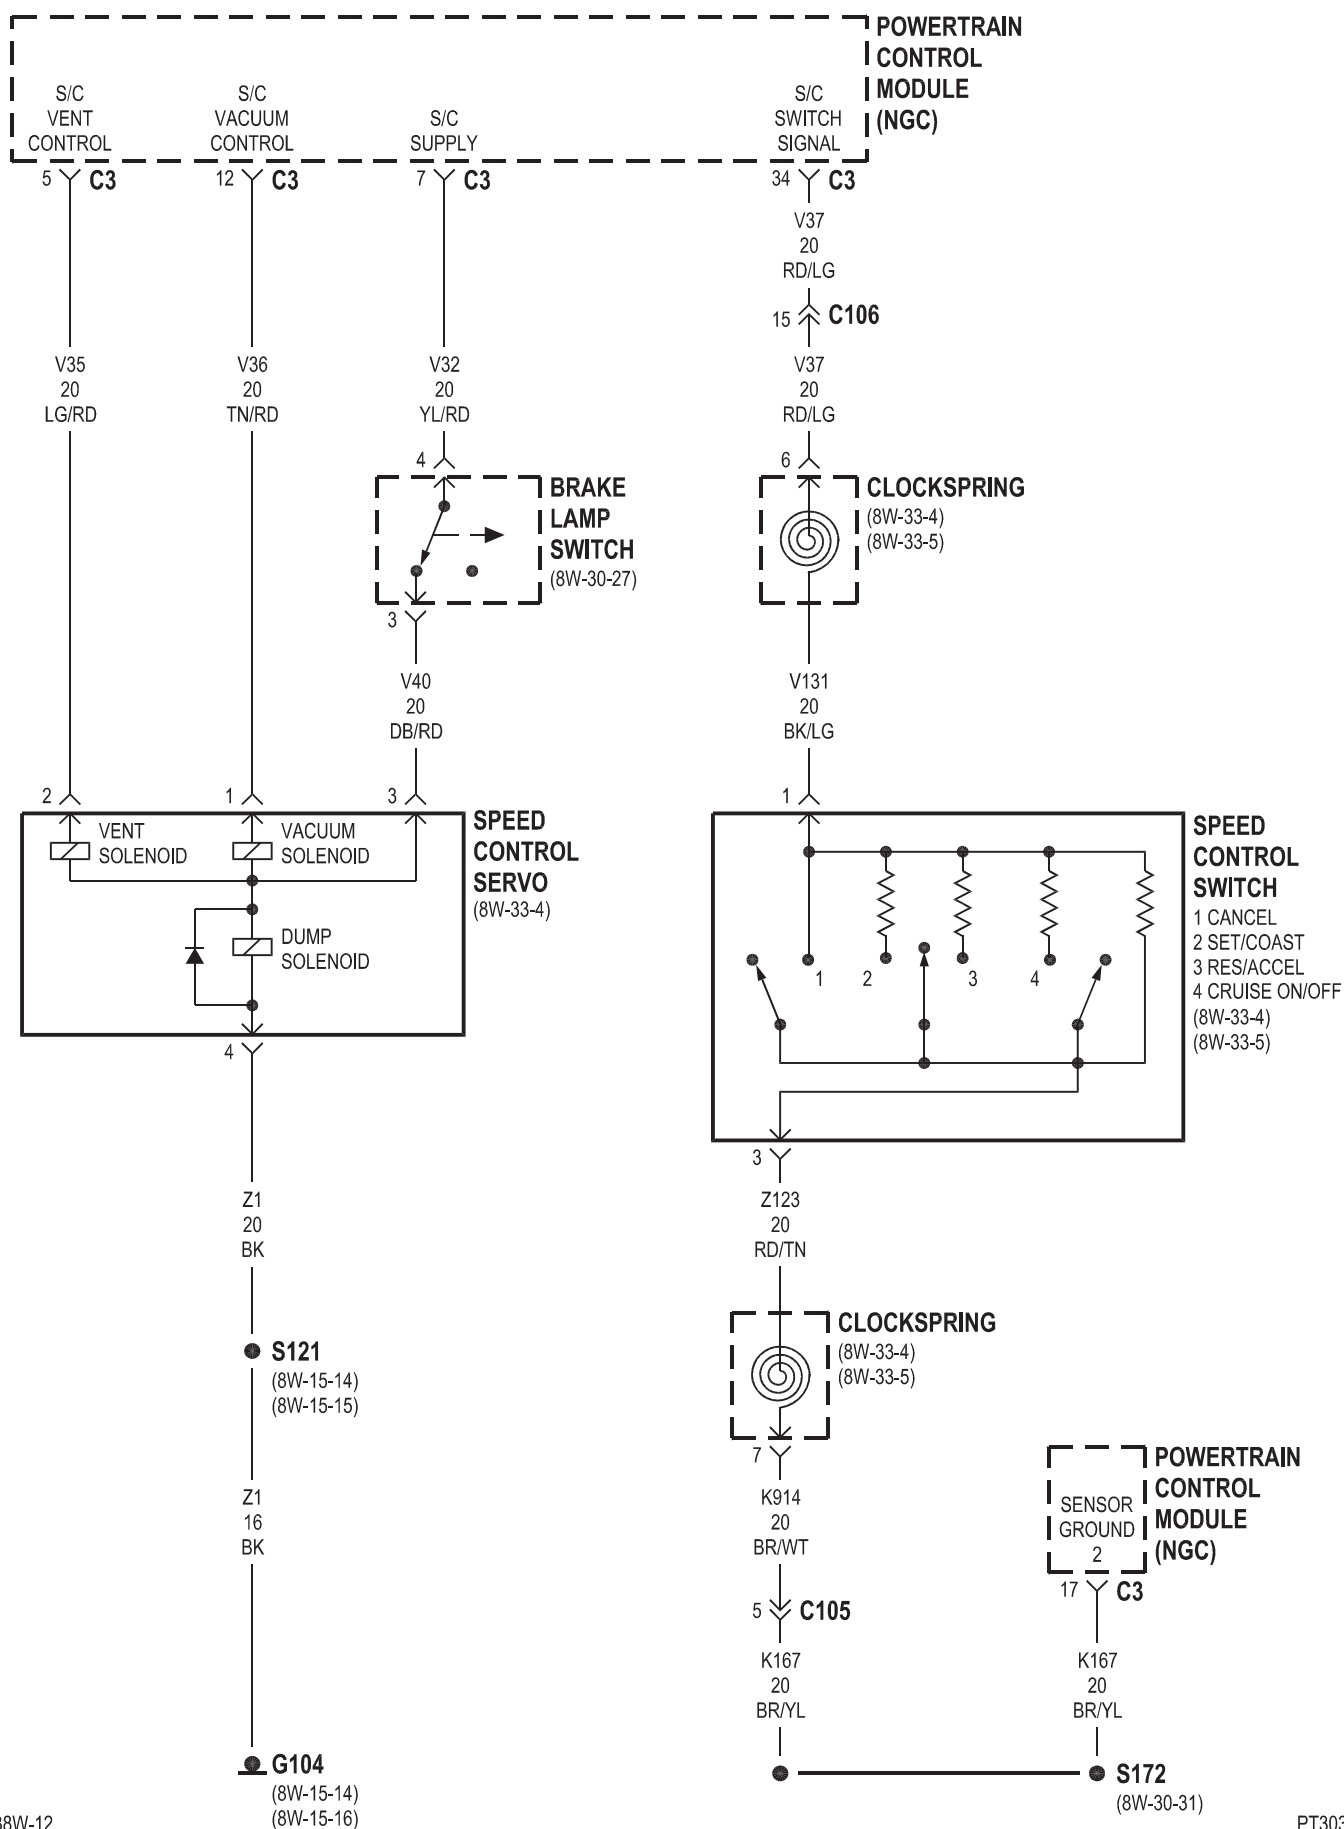 POWERTRAIN
CONTROL
MODULE
(NGC)
S/C
VENT
CONTROL
S/C
VACUUM
CONTROL
S/C
SUPPLY
S/C
SWITCH
SIGNAL
5 C3
12 C3
7 C3
34 C3
V37
20
RD/LG
15 C106
V35
20
LG/RD
V36
20
TN/RD
V32
20
YL/RD
V37
20
RD/LG
4
6
BRAKE
LAMP
SWITCH
(8W-30-27)
CLOCKSPRING
(8W-33-4)
(8W-33-5)
3
V40
20
DB/RD
V131
20
BK/LG
2
1
3
1
VENT
SOLENOID
VACUUM
SOLENOID
DUMP
SOLENOID
SPEED
CONTROL
SERVO
(8W-33-4)
1
2
3
4
SPEED
CONTROL
SWITCH
1 CANCEL
2 SET/COAST
3 RES/ACCEL
4 CRUISE ON/OFF
(8W-33-4)
(8W-33-5)
4
3
Z1
20
BK
Z123
20
RD/TN
S121
(8W-15-14)
(8W-15-15)
CLOCKSPRING
(8W-33-4)
(8W-33-5)
7
Z1
16
BK
K914
20
BR/WT
SENSOR
GROUND
2
POWERTRAIN
CONTROL
MODULE
(NGC)
17 C3
5 C105
K167
20
BR/YL
K167
20
BR/YL
G104
(8W-15-14)
(8W-15-16)
S172
(8W-30-31)
38W-12
PT303